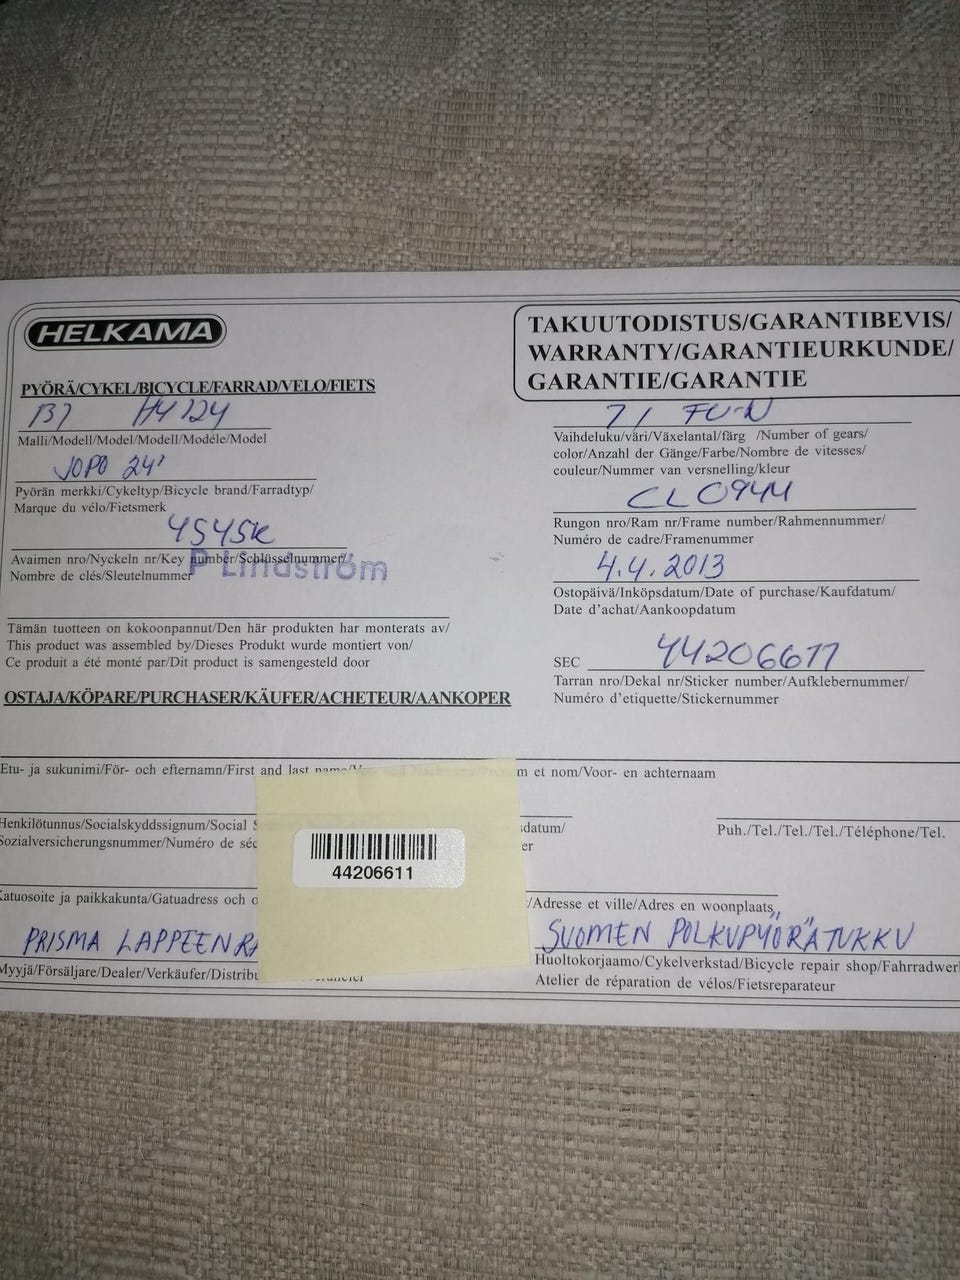 HELKAMA
TAKUUTODISTUS/GARANTIBEVIS/
WARRANTY/GARANTIEURKUNDE/
GARANTIE/GARANTIE
PYÖRÄ/CYKEL/BICYCLE/FARRAD/VELO/FIETS
137 HY124
Malli/Modell/Model/Modell/Modéle/Model
JOPO 24"
Pyörän merkki/Cykeltyp/Bicycle brand/Farradtyp/
Marque du vélo/Fietsmerk
4545K
Avaimen nro/Nyckeln nr/Key number/Schlüsselnummer/
Nombre de clés/Sleutelnummer
P Lindström
Tämän tuotteen on kokoonpannut/Den här produkten har monterats av/
This product was assembled by/Dieses Produkt wurde montiert von/
Ce produit a été monté par/Dit product is samengesteld door
7/
Vaihdeluku/väri/Växelantal/färg /Number of gears/
color/Anzahl der Gänge/Farbe/Nombre de vitesses/
couleur/Nummer van versnelling/kleur
CL0944
Rungon nro/Ram nr/Frame number/Rahmennummer/
Numéro de cadre/Framenummer
4.4.2013
Ostopäivä/Inköpsdatum/Date of purchase/Kaufdatum/
Date d'achat/Aankoopdatum
SEC 44206611
Tarran nro/Dekal nr/Sticker number/Aufklebernummer/
Numéro d'etiquette/Stickernummer
OSTAJA/KÖPARE/PURCHASER/KÄUFER/ACHETEUR/AANKOPER
Etu- ja sukunimi/För- och efternamn/First and last name/ m et nom/Voor- en achternaam
Henkilötunnus/Socialskyddssignum/Social S sdatum/
Sozialversicherungsnummer/Numéro de séc er
Puh./Tel./Tel./Tel./Téléphone/Tel.
44206611
Katuosoite ja paikkakunta/Gatuadress och o /Adresse et ville/Adres en woonplaats
PRISMA LAPPEENRA
Myyjä/Försäljare/Dealer/Verkäufer/Distribu
SUOMEN POLKUPYÖRÄTUKKU
Huoltokorjaamo/Cykelverkstad/Bicycle repair shop/Fahrradwer
Atelier de réparation de vélos/Fietsreparateur